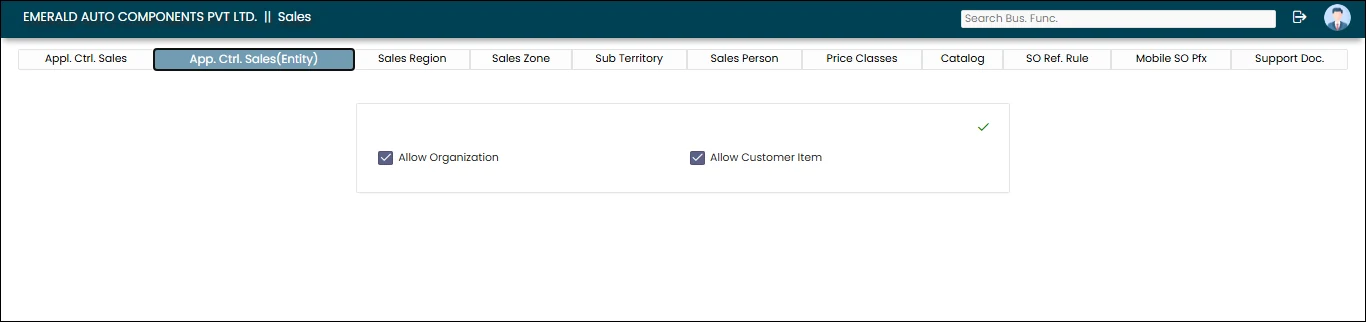 EMERALD AUTO COMPONENTS PVT LTD. || Sales
Search Bus. Func.
Appl. Ctrl. Sales
App. Ctrl. Sales(Entity)
Sales Region
Sales Zone
Sub Territory
Sales Person
Price Classes
Catalog
SO Ref. Rule
Mobile SO Pfx
Support Doc.
Allow Organization
Allow Customer Item